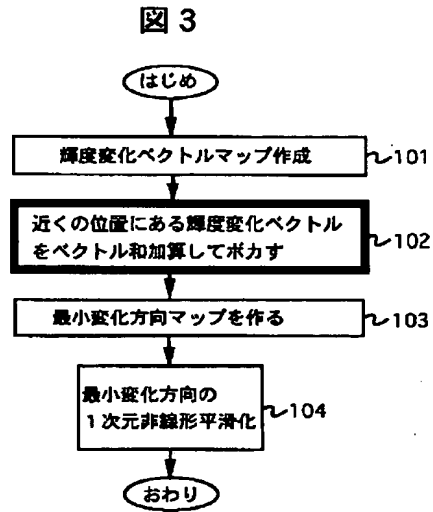 図3
はじめ
輝度変化ベクトルマップ作成
101
近くの位置にある輝度変化ベクトル
をベクトル和加算してボカす
102
最小変化方向マップを作る
103
最小変化方向の
1次元非線形平滑化
104
おわり